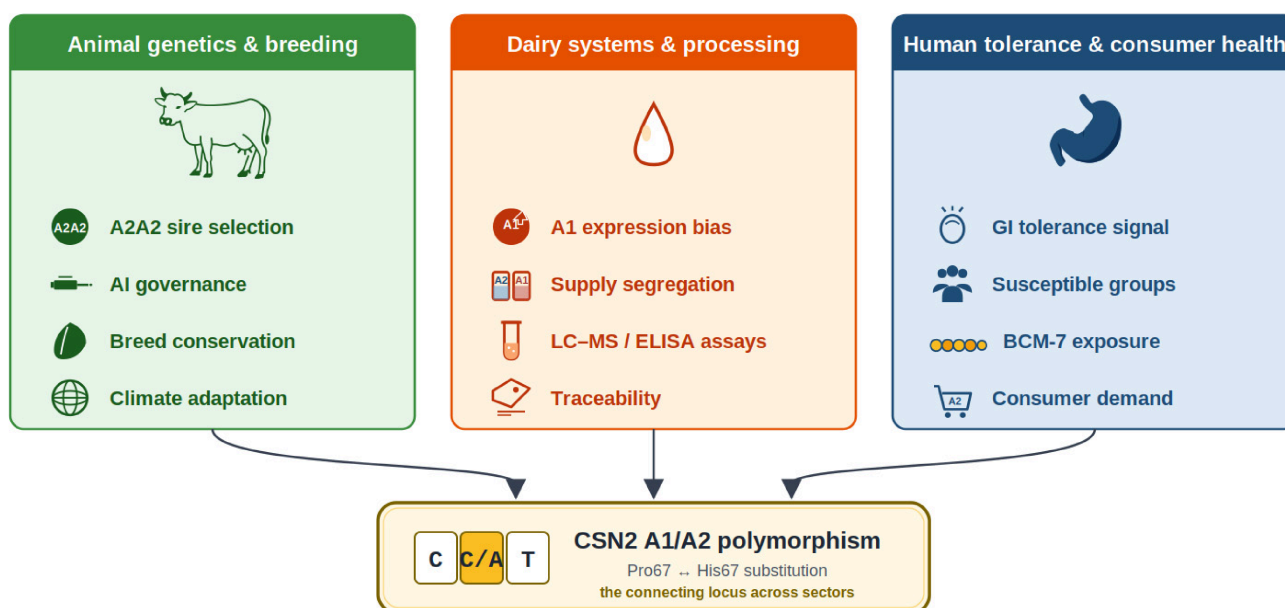 Animal genetics & breeding
A2A2 A2A2 sire selection
AI governance
Breed conservation
Climate adaptation
Dairy systems & processing
A1 A1 expression bias
A2 A1 Supply segregation
LC–MS / ELISA assays
Traceability
Human tolerance & consumer health
GI tolerance signal
Susceptible groups
BCM-7 exposure
A2 Consumer demand
C C/A T
CSN2 A1/A2 polymorphism
Pro67 ↔ His67 substitution
the connecting locus across sectors